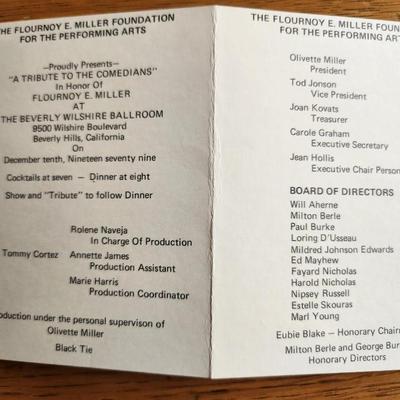 THE FLOURNOY E. MILLER FOUNDATION
FOR THE PERFORMING ARTS
—Proudly Presents—
"A TRIBUTE TO THE COMEDIANS"
In Honor Of
FLOURNOY E. MILLER
AT
THE BEVERLY WILSHIRE BALLROOM
9500 Wilshire Boulevard
Beverly Hills, California
On
December tenth, Nineteen seventy nine
Cocktails at seven — Dinner at eight
Show and "Tribute" to follow Dinner
Rolene Naveja
In Charge Of Production
Tommy Cortez Annette James
Production Assistant
Marie Harris
Production Coordinator
oduction under the personal supervison of
Olivette Miller
Black Tie
THE FLOURNOY E. MILLER FOUN
FOR THE PERFORMING ART
Olivette Miller
President
Tod Jonson
Vice President
Joan Kovats
Treasurer
Carole Graham
Executive Secretary
Jean Hollis
Executive Chair Person
BOARD OF DIRECTORS
Will Aherne
Milton Berle
Paul Burke
Loring D'Usseau
Mildred Johnson Edwards
Ed Mayhew
Fayard Nicholas
Harold Nicholas
Nipsey Russell
Estelle Skouras
Marl Young
Eubie Blake — Honorary Chairm
Milton Berle and George Bur
Honorary Directors